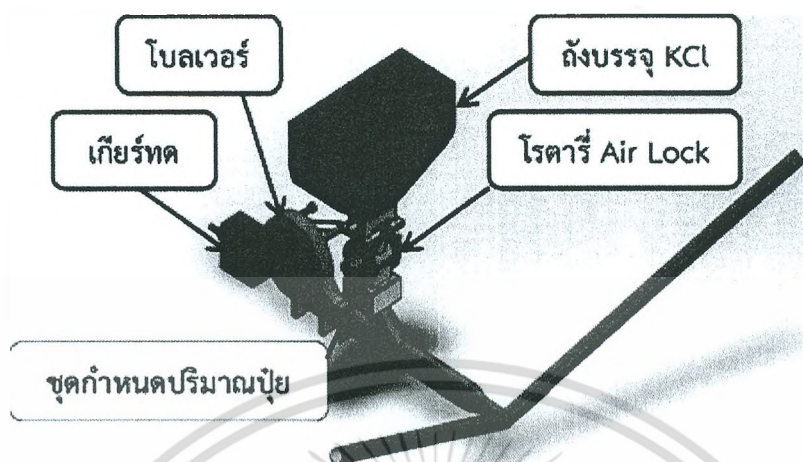 โบลเวอร์
ถังบรรจุ KCl
เกียร์ทด
โรตารี่ Air Lock
ชุดกำหนดปริมาณปุ๋ย